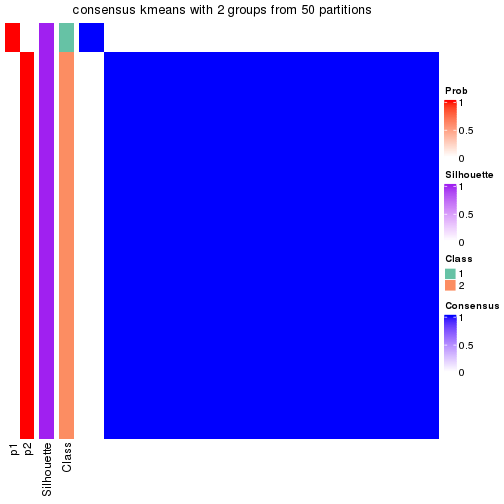 consensus kmeans with 2 groups from 50 partitions
Prob
1
0.5
0
Silhouette
1
0.5
0
Class
1
2
Consensus
1
0.5
0
p1
p2
Silhouette
Class